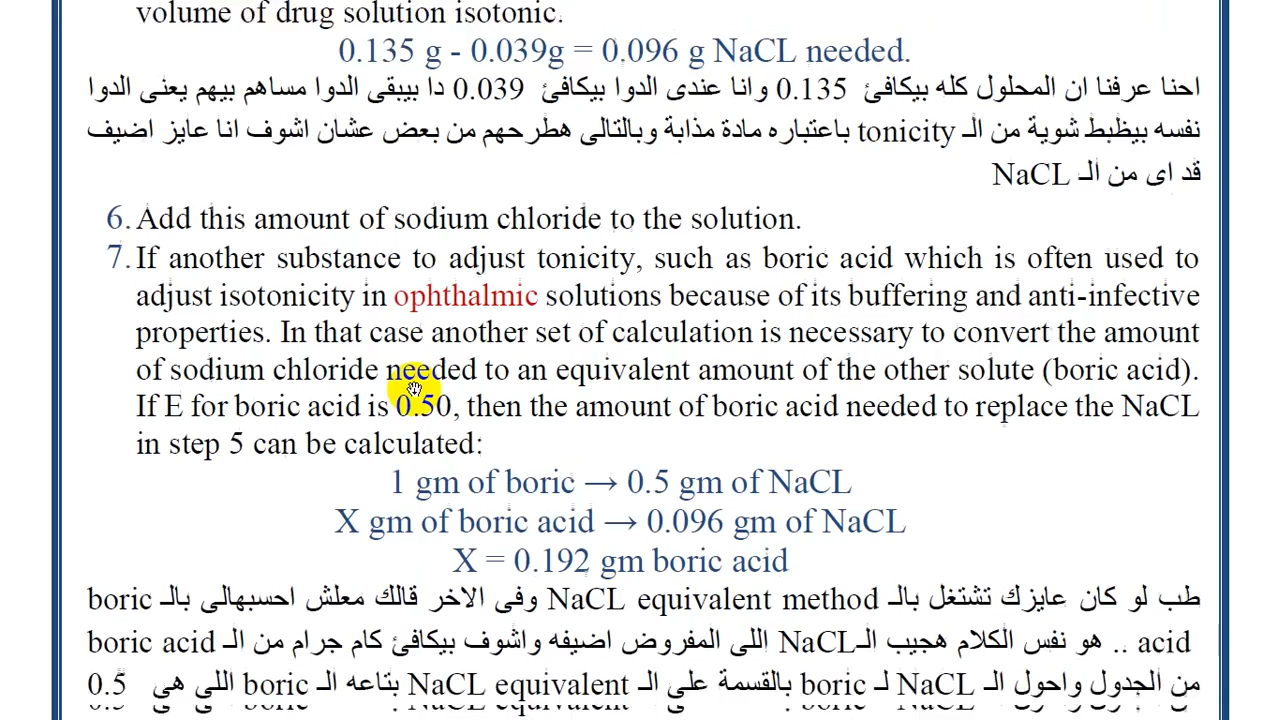 volume of drug solution isotonic.
0.135 g - 0.039g = 0.096 g NaCL needed.
احنا عرفنا ان المحلول كله بيكافئ 0.135 وانا عندى الدوا بيكافئ 0.039 دا بيبقى الدوا مساهم بيهم يعنى الدوا
نفسه بيظبط شوية من الـ tonicity باعتباره مادة مذابة وبالتالى هطرحهم من بعض عشان اشوف انا عايز اضيف
قد اى من الـ NaCL
6. Add this amount of sodium chloride to the solution.
7. If another substance to adjust tonicity, such as boric acid which is often used to
adjust isotonicity in ophthalmic solutions because of its buffering and anti-infective
properties. In that case another set of calculation is necessary to convert the amount
of sodium chloride needed to an equivalent amount of the other solute (boric acid).
If E for boric acid is 0.50, then the amount of boric acid needed to replace the NaCL
in step 5 can be calculated:
1 gm of boric → 0.5 gm of NaCL
X gm of boric acid → 0.096 gm of NaCL
X = 0.192 gm boric acid
طب لو كان عايزك تشتغل بالـ NaCL equivalent method وفى الاخر قالك معلش احسبهالى بالـ boric
acid .. هو نفس الكلام هجيب الـNaCL اللى المفروض اضيفه واشوف بيكافئ كام جرام من الـ boric acid
من الجدول واحول الـ NaCL لـ boric بالقسمة على الـ NaCL equivalent بتاعه الـ boric اللى هى 0.5